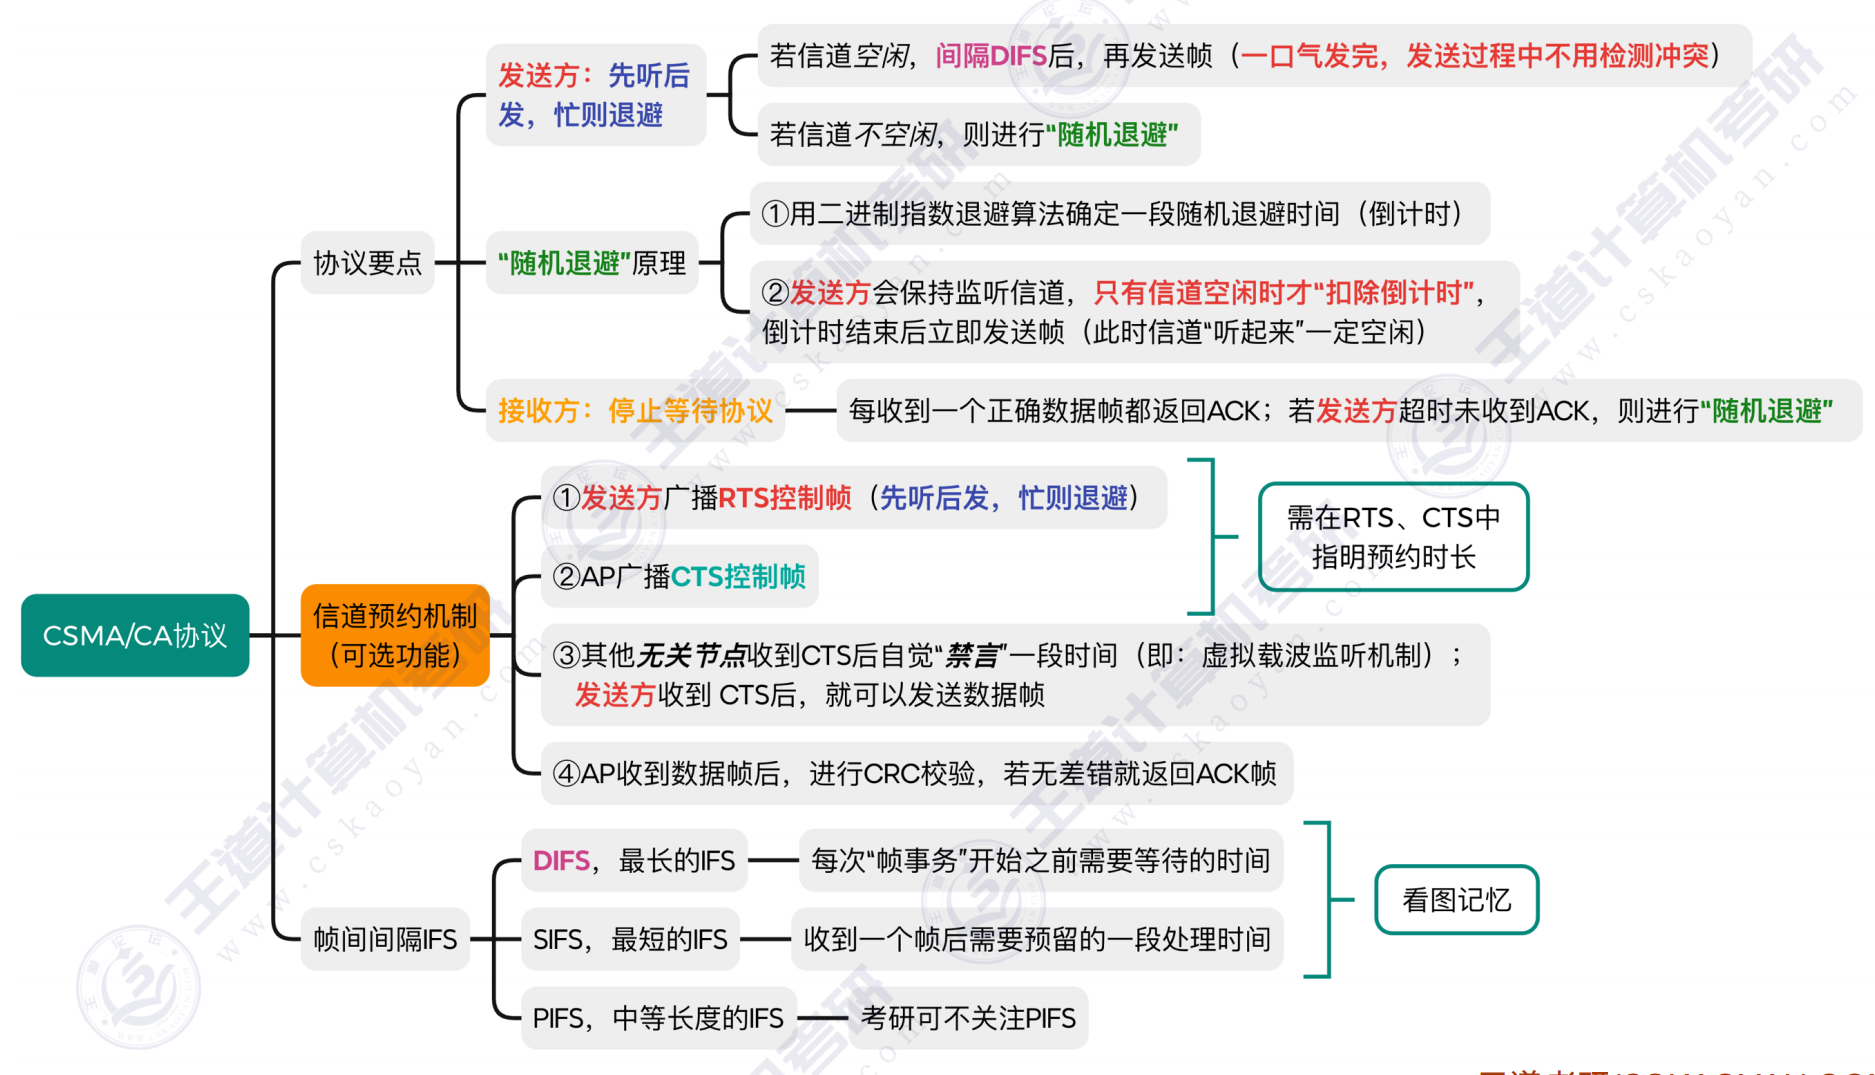 若信道空闲，间隔DIFS后，再发送帧（一口气发完，发送过程中不用检测冲突）
发送方：先听后
发，忙则退避
若信道不空闲，则进行“随机退避”
①用二进制指数退避算法确定一段随机退避时间（倒计时）
协议要点
“随机退避”原理
②发送方会保持监听信道，只有信道空闲时才“扣除倒计时”，
倒计时结束后立即发送帧（此时信道“听起来”一定空闲）
接收方：停止等待协议
每收到一个正确数据帧都返回ACK；若发送方超时未收到ACK，则进行“随机退避”
①发送方广播RTS控制帧（先听后发，忙则退避）
需在RTS、CTS中
指明预约时长
②AP广播CTS控制帧
CSMA/CA协议
信道预约机制
（可选功能）
③其他无关节点收到CTS后自觉“禁言”一段时间（即：虚拟载波监听机制）；
发送方收到 CTS后，就可以发送数据帧
④AP收到数据帧后，进行CRC校验，若无差错就返回ACK帧
DIFS，最长的IFS
每次“帧事务”开始之前需要等待的时间
看图记忆
帧间间隔IFS
SIFS，最短的IFS
收到一个帧后需要预留的一段处理时间
PIFS，中等长度的IFS
考研可不关注PIFS
王道计算机考研
www.cskaoyan.com